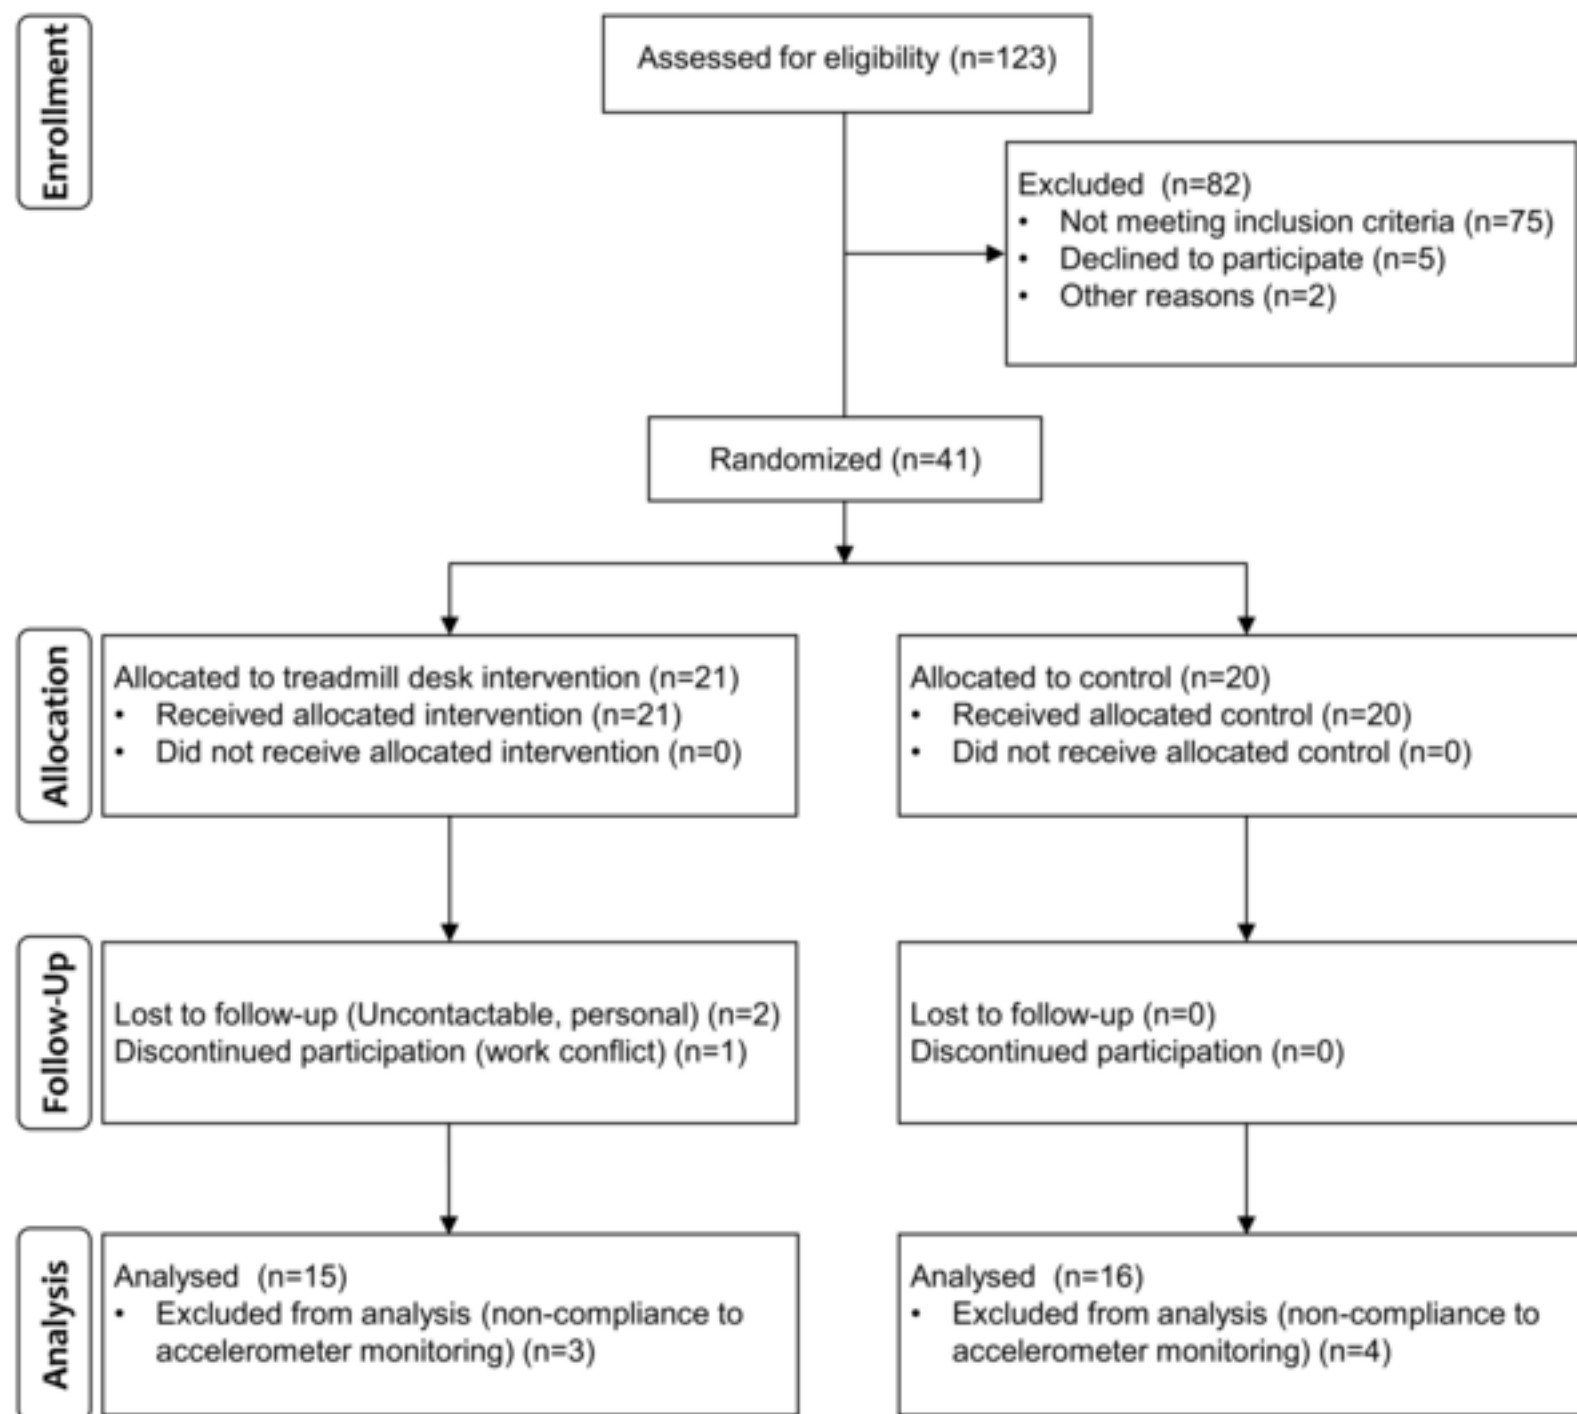 Enrollment
Assessed for eligibility (n=123)
Excluded (n=82)
• Not meeting inclusion criteria (n=75)
• Declined to participate (n=5)
• Other reasons (n=2)
Randomized (n=41)
Allocation
Allocated to treadmill desk intervention (n=21)
• Received allocated intervention (n=21)
• Did not receive allocated intervention (n=0)
Allocated to control (n=20)
• Received allocated control (n=20)
• Did not receive allocated control (n=0)
Follow-Up
Lost to follow-up (Uncontactable, personal) (n=2)
Discontinued participation (work conflict) (n=1)
Lost to follow-up (n=0)
Discontinued participation (n=0)
Analysis
Analysed (n=15)
• Excluded from analysis (non-compliance to
accelerometer monitoring) (n=3)
Analysed (n=16)
• Excluded from analysis (non-compliance to
accelerometer monitoring) (n=4)